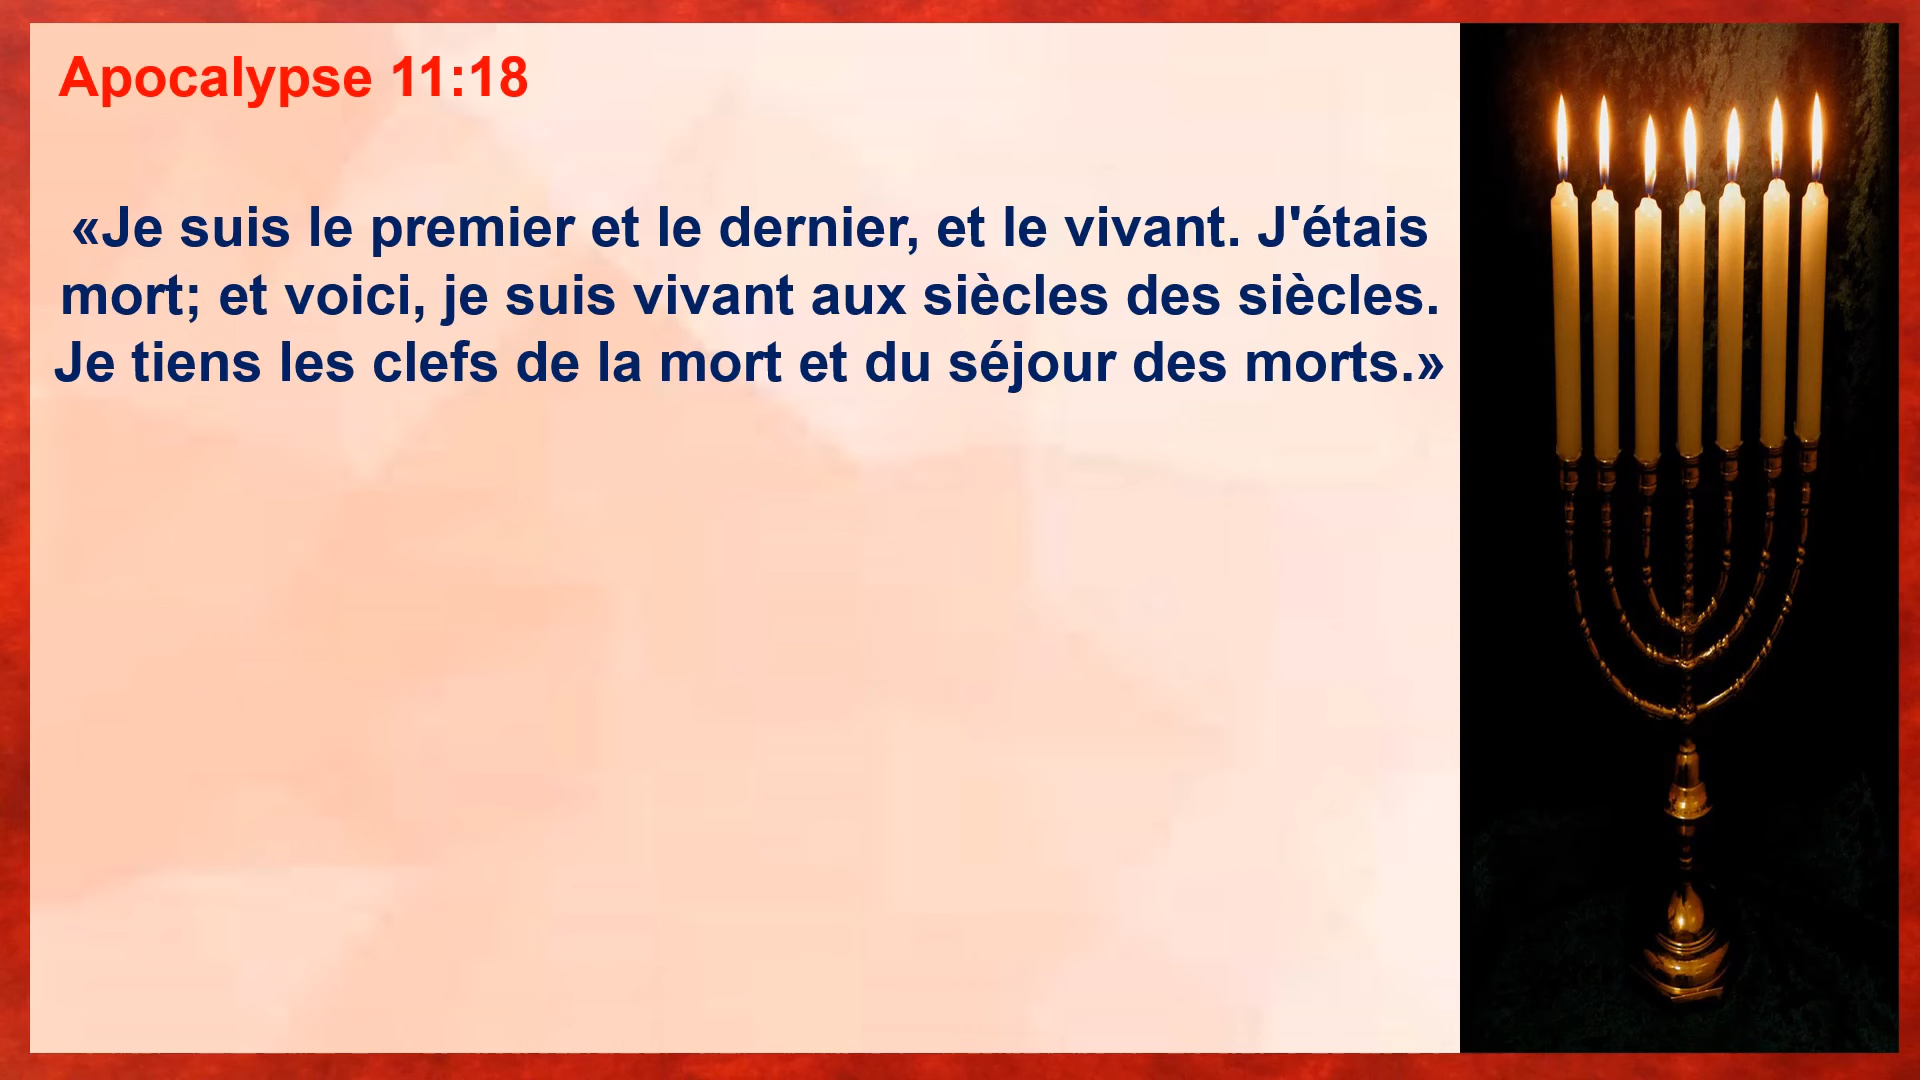 Apocalypse 11:18
«Je suis le premier et le dernier, et le vivant. J'étais
mort; et voici, je suis vivant aux siècles des siècles.
Je tiens les clefs de la mort et du séjour des morts.»